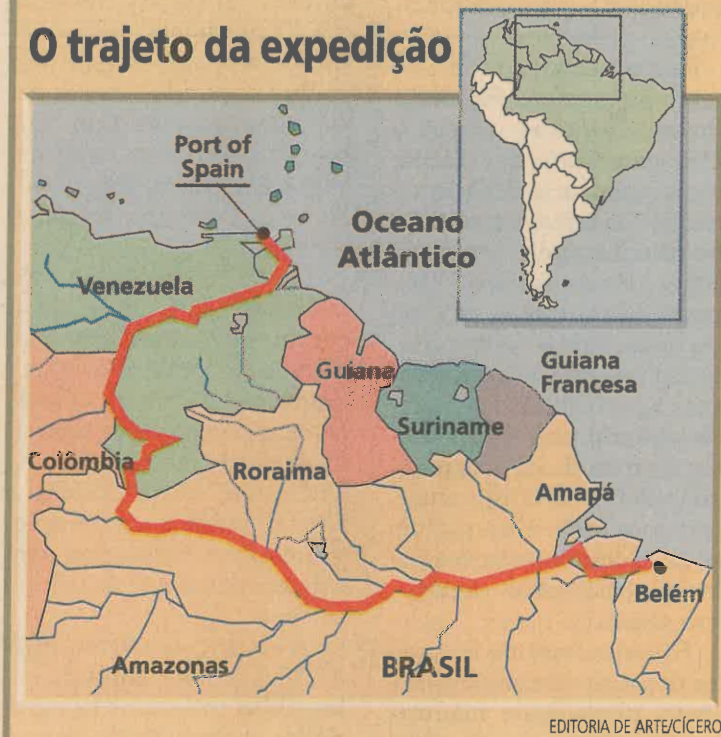 O trajeto da expedição
Port of
Spain
Oceano
Atlântico
Venezuela
Guiana
Guiana
Francesa
Suriname
Colômbia
Roraima
Amapá
Belém
Amazonas
BRASIL
EDITORIA DE ARTE/CÍCERO